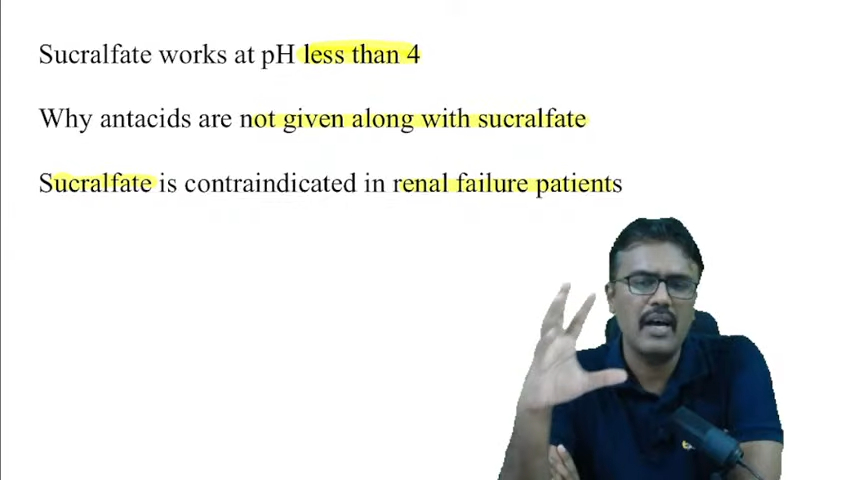 Sucralfate works at pH less than 4
Why antacids are not given along with sucralfate
Sucralfate is contraindicated in renal failure patients